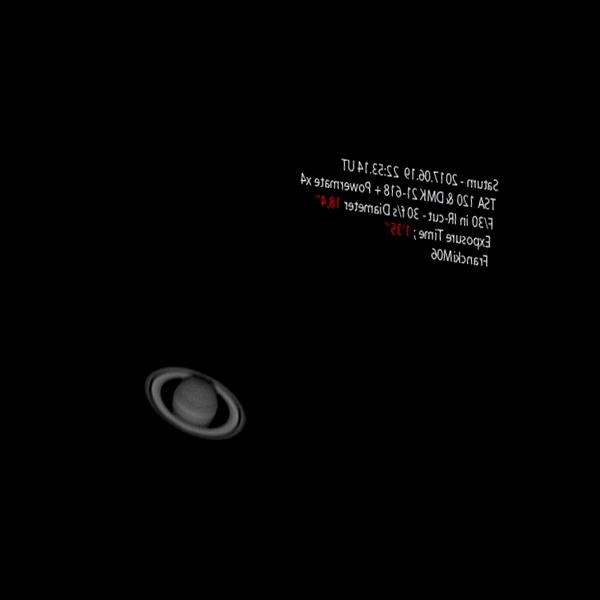 Saturn - 2017.06.19 22:53.14 UT
TSA 120 & DMK 21-618 + Powermate x4
F/30 in IR-cut - 30 f/s Diameter 18,4"
Exposure Time ; 1'35"
FranckiM06